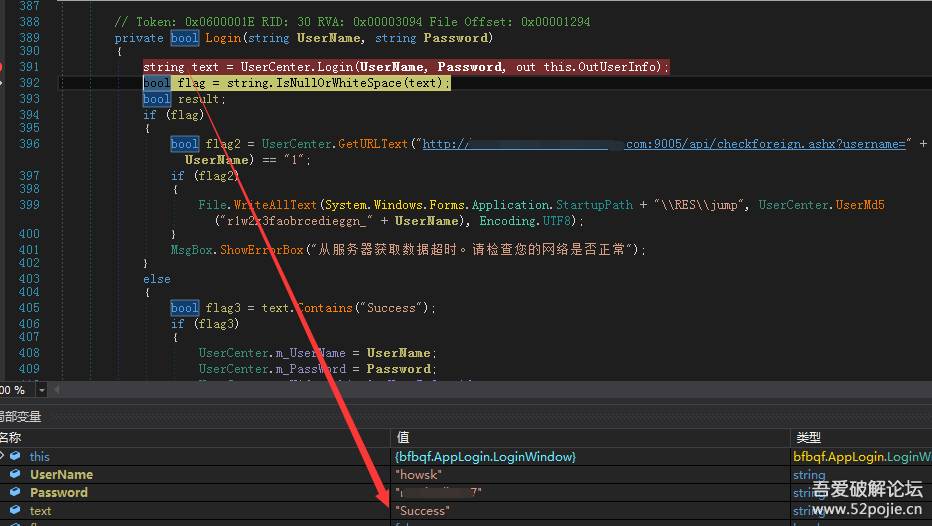 387
388 // Token: 0x0600001E RID: 30 RVA: 0x00003094 File Offset: 0x00001294
389 private bool Login(string UserName, string Password)
390 {
391 string text = UserCenter.Login(UserName, Password, out this.OutUserInfo);
392 bool flag = string.IsNullOrWhiteSpace(text);
393 bool result;
394 if (flag)
395 {
396 bool flag2 = UserCenter.GetURLText("http:// com:9005/api/checkforeign.ashx?username=" +
UserName) == "1";
397 if (flag2)
398 {
399 File.WriteAllText(System.Windows.Forms.Application.StartupPath + "\\RES\\jump", UserCenter.UserMd5
("r1w2z3faobrcedieggn_" + UserName), Encoding.UTF8);
400 }
401 MsgBox.ShowErrorBox("从服务器获取数据超时。请检查您的网络是否正常");
402 }
403 else
404 {
405 bool flag3 = text.Contains("Success");
406 if (flag3)
407 {
408 UserCenter.m_UserName = UserName;
409 UserCenter.m_PassWord = Password;
00 %
局部变量
名称 值 类型
this {bfbqf.AppLogin.LoginWindow} bfbqf.AppLogin.LoginW
UserName "howsk" string
Password 7" string
text "Success" string
吾爱破解论坛
www.52pojie.cn